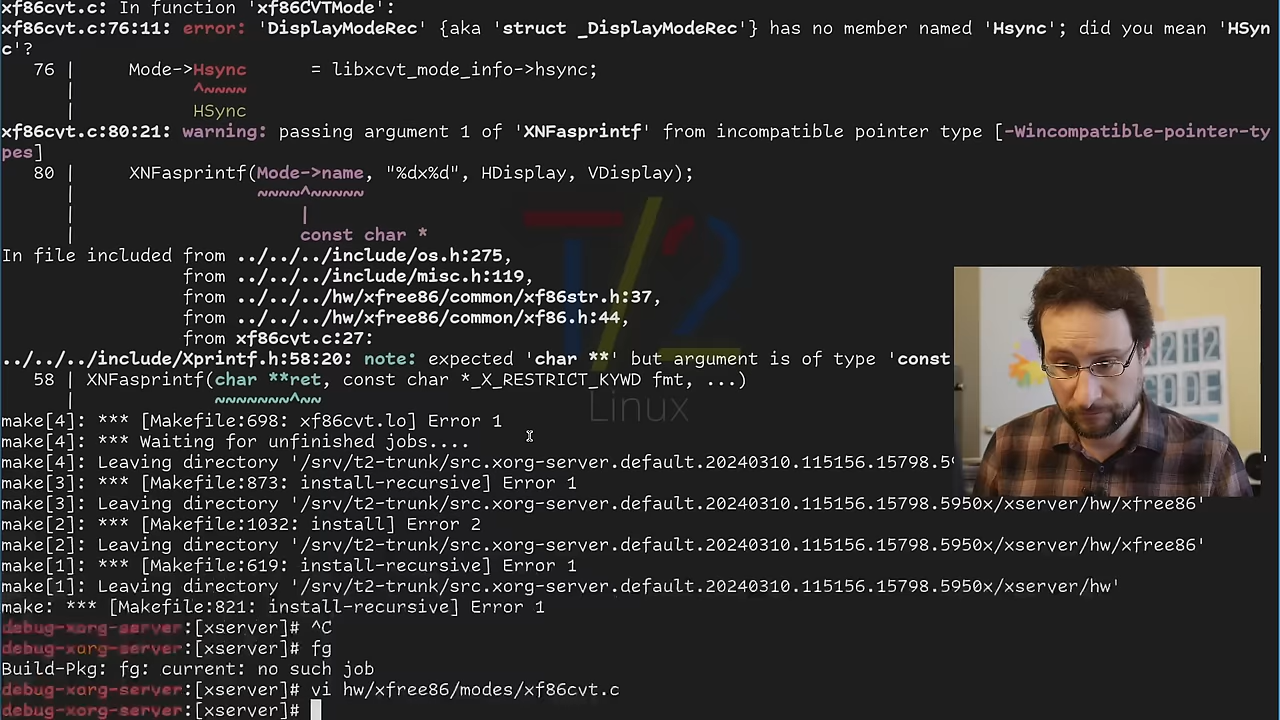 xf86cvt.c: In function 'xf86CVTMode':
xf86cvt.c:76:11: error: 'DisplayModeRec' {aka 'struct _DisplayModeRec'} has no member named 'Hsync'; did you mean 'HSyn
c'?
76 | Mode->Hsync = libxcvt_mode_info->hsync;
| ^~~~~
| HSync
xf86cvt.c:80:21: warning: passing argument 1 of 'XNFasprintf' from incompatible pointer type [-Wincompatible-pointer-ty
pes]
80 | XNFasprintf(Mode->name, "%dx%d", HDisplay, VDisplay);
| ~~~~^~~~~~
| |
| const char *
In file included from ../../../include/os.h:275,
from ../../../include/misc.h:119,
from ../../../hw/xfree86/common/xf86str.h:37,
from ../../../hw/xfree86/common/xf86.h:44,
from xf86cvt.c:27:
../../../include/Xprintf.h:58:20: note: expected 'char **' but argument is of type 'const
58 | XNFasprintf(char **ret, const char *_X_RESTRICT_KYWD fmt, ...)
| ~~~~~~~^~~
T/2
Linux
make[4]: *** [Makefile:698: xf86cvt.lo] Error 1
make[4]: *** Waiting for unfinished jobs....
make[4]: Leaving directory '/srv/t2-trunk/src.xorg-server.default.20240310.115156.15798.59 '
make[3]: *** [Makefile:873: install-recursive] Error 1
make[3]: Leaving directory '/srv/t2-trunk/src.xorg-server.default.20240310.115156.15798.5950x/xserver/hw/xfree86'
make[2]: *** [Makefile:1032: install] Error 2
make[2]: Leaving directory '/srv/t2-trunk/src.xorg-server.default.20240310.115156.15798.5950x/xserver/hw/xfree86'
make[1]: *** [Makefile:619: install-recursive] Error 1
make[1]: Leaving directory '/srv/t2-trunk/src.xorg-server.default.20240310.115156.15798.5950x/xserver/hw'
make: *** [Makefile:821: install-recursive] Error 1
debug-xorg-server:[xserver]# ^C
debug-xorg-server:[xserver]# fg
Build-Pkg: fg: current: no such job
debug-xorg-server:[xserver]# vi hw/xfree86/modes/xf86cvt.c
debug-xorg-server:[xserver]#